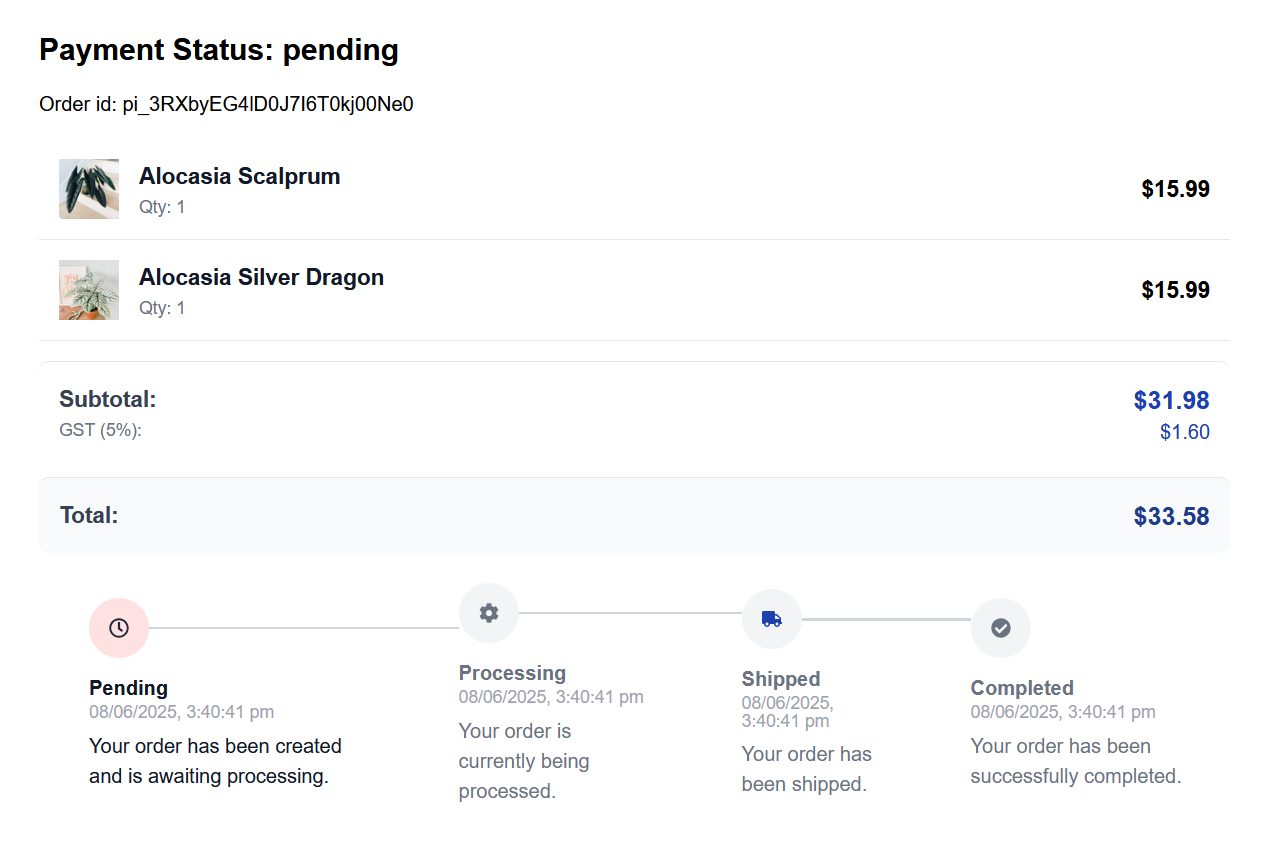 Payment Status: pending
Order id: pi_3RXbyEG4lD0J7I6T0kj00Ne0
Alocasia Scalprum
Qty: 1
$15.99
Alocasia Silver Dragon
Qty: 1
$15.99
Subtotal:
$31.98
GST (5%):
$1.60
Total:
$33.58
Pending
08/06/2025, 3:40:41 pm
Your order has been created
and is awaiting processing.
Processing
08/06/2025, 3:40:41 pm
Your order is
currently being
processed.
Shipped
08/06/2025,
3:40:41 pm
Your order has
been shipped.
Completed
08/06/2025, 3:40:41 pm
Your order has been
successfully completed.